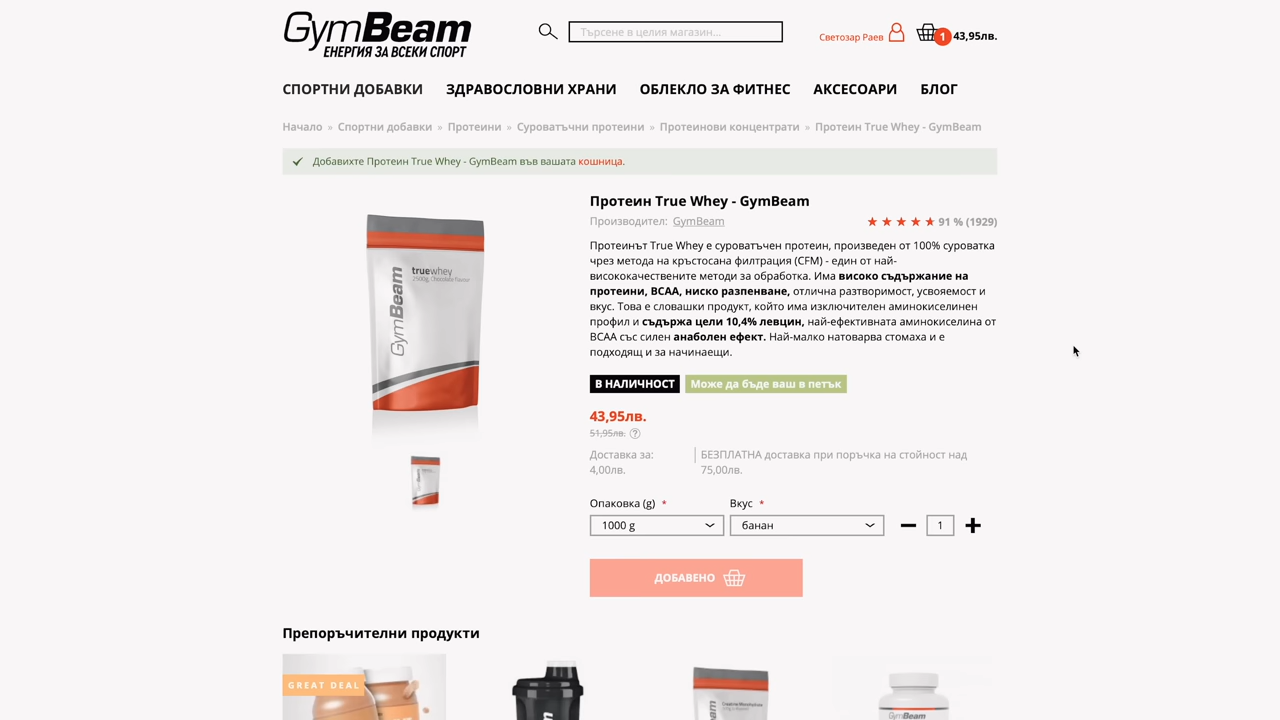 GymBeam
ЕНЕРГИЯ ЗА ВСЕКИ СПОРТ
Търсене в целия магазин...
Светозар Раев
1 43,95лв.
СПОРТНИ ДОБАВКИ ЗДРАВОСЛОВНИ ХРАНИ ОБЛЕКЛО ЗА ФИТНЕС АКСЕСОАРИ БЛОГ
Начало » Спортни добавки » Протеини » Суроватъчни протеини » Протеинови концентрати » Протеин True Whey - GymBeam
Добавихте Протеин True Whey - GymBeam във вашата кошница.
GymBeam
truewhey
2500g, Chocolate Flavour
Протеин True Whey - GymBeam
Производител: GymBeam 91 % (1929)
Протеинът True Whey е суроватъчен протеин, произведен от 100% суроватка
чрез метода на кръстосана филтрация (CFM) - един от най-
висококачествените методи за обработка. Има високо съдържание на
протеини, BCAA, ниско разпенване, отлична разтворимост, усвояемост и
вкус. Това е словашки продукт, който има изключителен аминокиселинен
профил и съдържа цели 10,4% левцин, най-ефективната аминокиселина от
BCAA със силен анаболен ефект. Най-малко натоварва стомаха и е
подходящ и за начинаещи.
В НАЛИЧНОСТ Може да бъде ваш в петък
43,95лв.
51,95лв. ?
Доставка за:
4,00лв.
БЕЗПЛАТНА доставка при поръчка на стойност над
75,00лв.
Опаковка (g) * Вкус *
1000 g банан 1
ДОБАВЕНО
Препоръчителни продукти
GREAT DEAL
Creatine Monohydrate
GymBeam